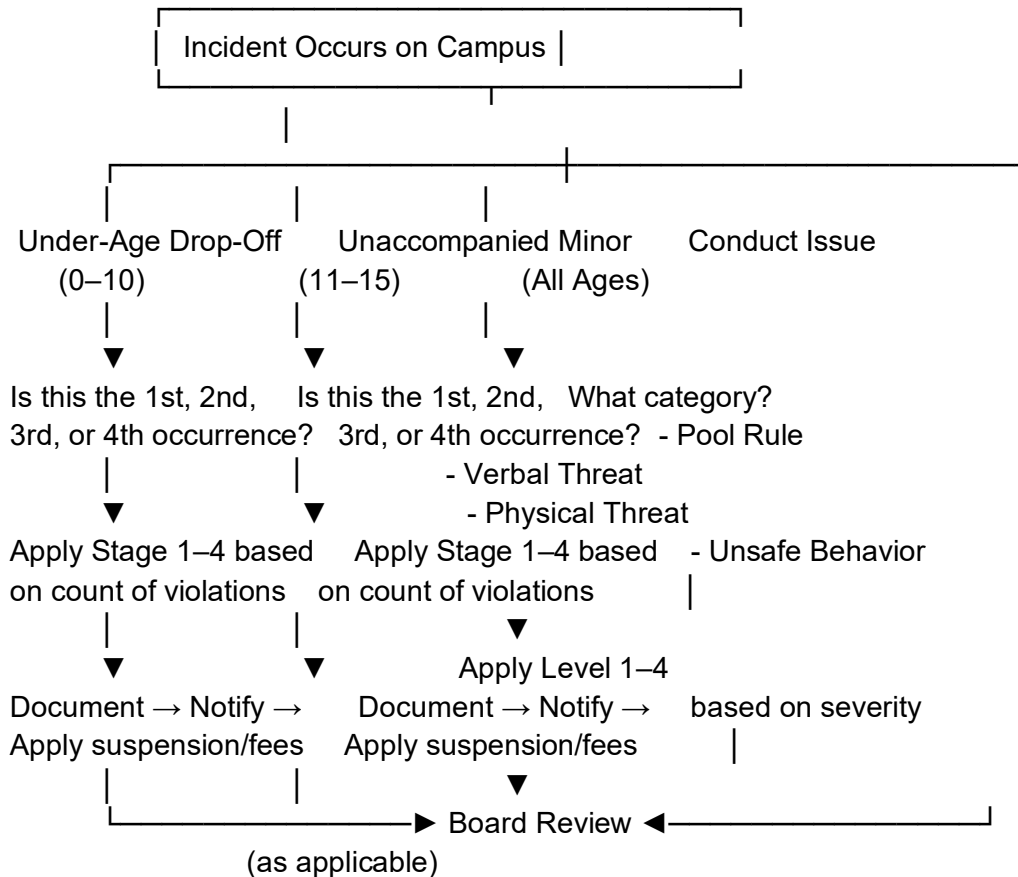 Incident Occurs on Campus
Under-Age Drop-Off Unaccompanied Minor Conduct Issue
(0–10) (11–15) (All Ages)
Is this the 1st, 2nd, Is this the 1st, 2nd, What category?
3rd, or 4th occurrence? 3rd, or 4th occurrence? - Pool Rule
- Verbal Threat
- Physical Threat
Apply Stage 1–4 based Apply Stage 1–4 based - Unsafe Behavior
on count of violations on count of violations
Apply Level 1–4
Document → Notify → Document → Notify → based on severity
Apply suspension/fees Apply suspension/fees
Board Review
(as applicable)